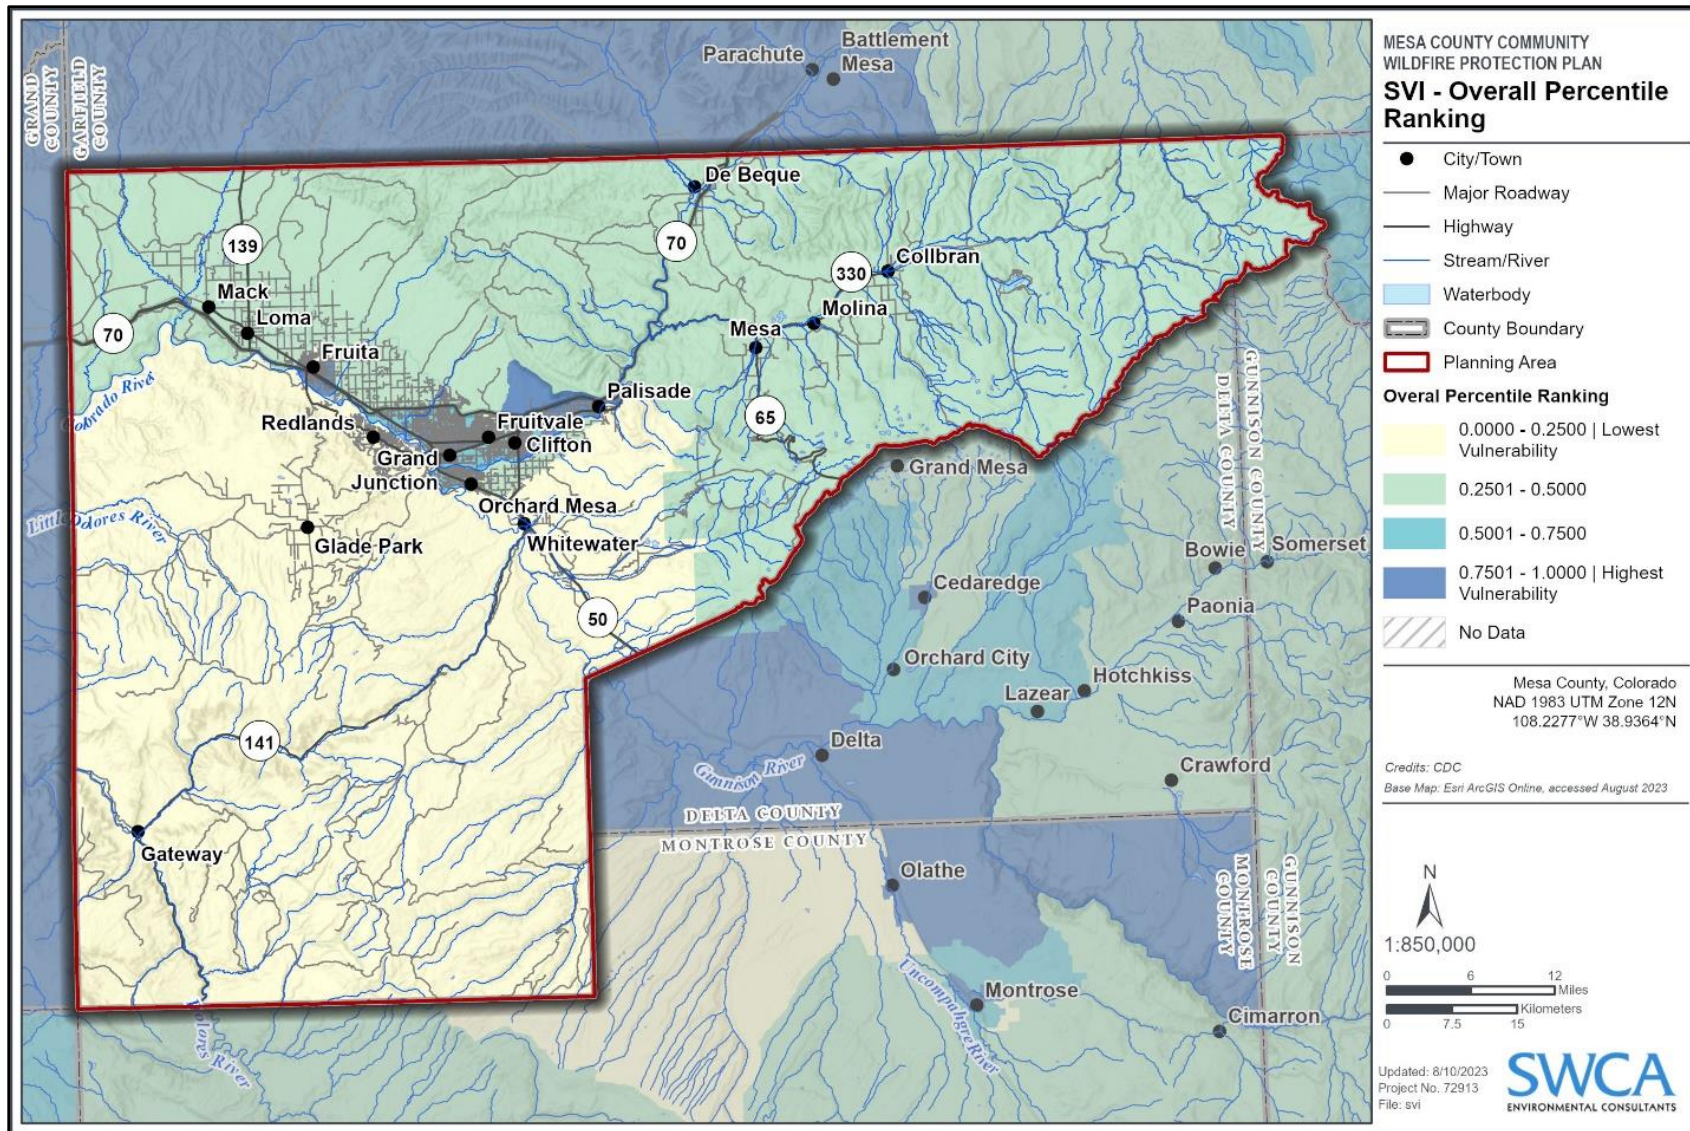 GRAND
COUNTY
GARFIELD
COUNTY
Parachute
Battlement
Mesa
De Beque
139
70
330
Collbran
Mack
Loma
Molina
Mesa
70
Fruita
Colorado River
Palisade
65
Redlands
Fruitvale
Clifton
Grand
Junction
Grand Mesa
Orchard Mesa
Little Dolores River
Glade Park
Whitewater
DELTA
COUNTY
GUNNISON COUNTY
Bowie
Somerset
Cedaredge
Paonia
50
Orchard City
Hotchkiss
Lazear
141
Delta
Gunnison River
Crawford
DELTA COUNTY
MONTROSE COUNTY
Gateway
Olathe
MONTROSE
COUNTY
GUNNISON
COUNTY
Uncompahgre River
Montrose
Cimarron
Dolores River
MESA COUNTY COMMUNITY
WILDFIRE PROTECTION PLAN
SVI - Overall Percentile
Ranking
City/Town
Major Roadway
Highway
Stream/River
Waterbody
County Boundary
Planning Area
Overal Percentile Ranking
0.0000 - 0.2500 | Lowest
Vulnerability
0.2501 - 0.5000
0.5001 - 0.7500
0.7501 - 1.0000 | Highest
Vulnerability
No Data
Mesa County, Colorado
NAD 1983 UTM Zone 12N
108.2277°W 38.9364°N
Credits: CDC
Base Map: Esri ArcGIS Online, accessed August 2023
N
1:850,000
0 6 12
Miles
Kilometers
0 7.5 15
Updated: 8/10/2023
Project No. 72913
File: svi
SWCA
ENVIRONMENTAL CONSULTANTS